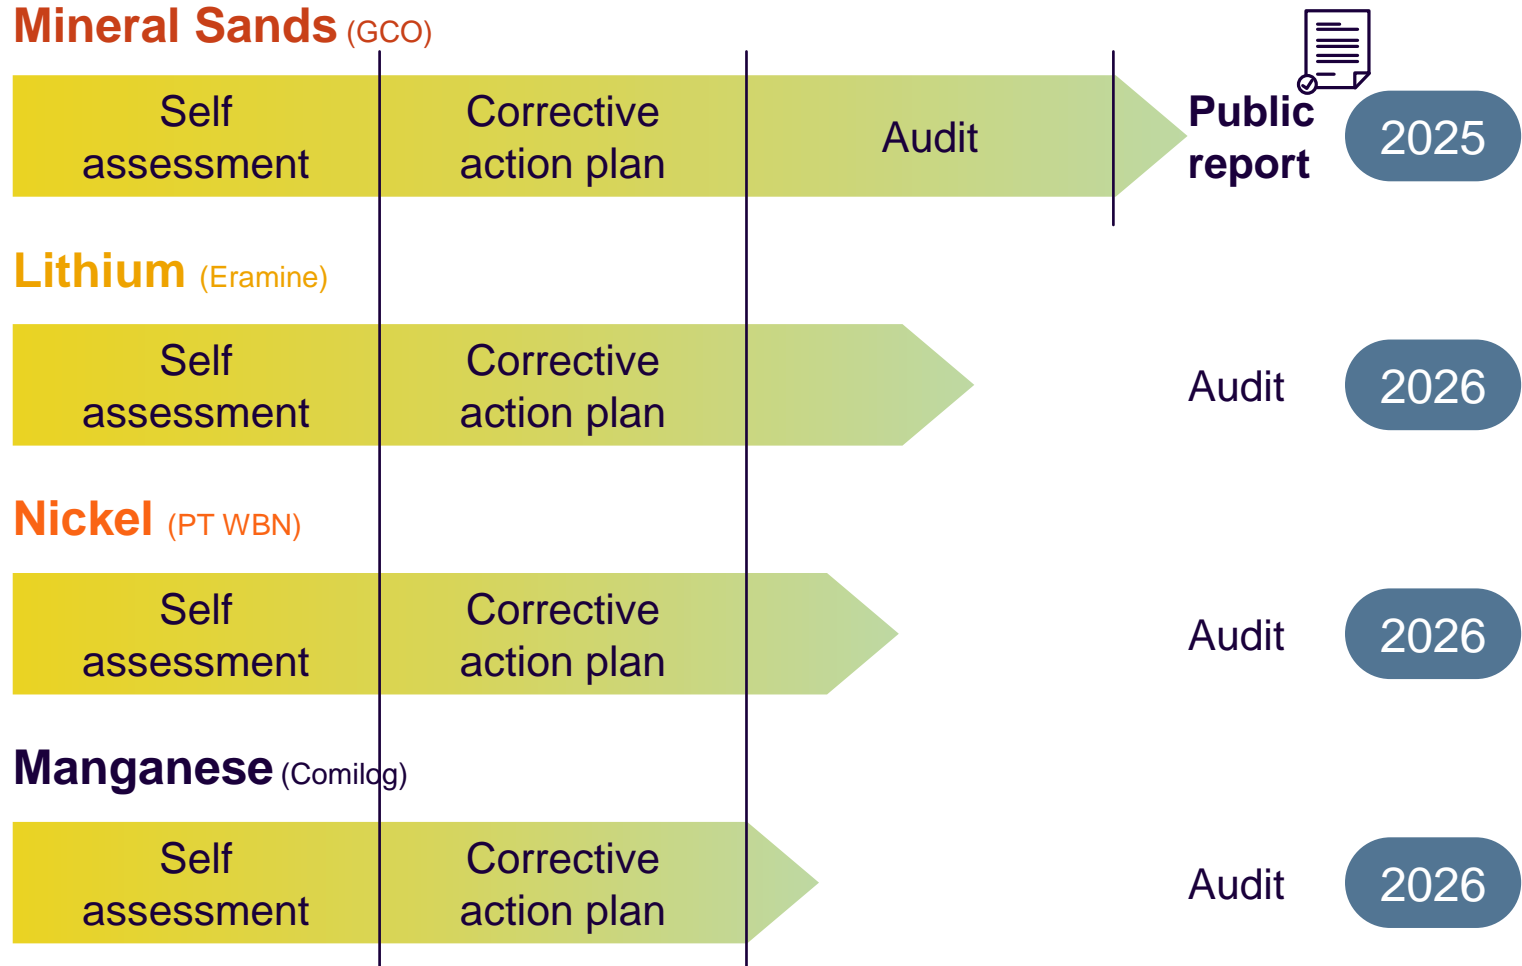 Mineral Sands (GCO)
Self
assessment
Corrective
action plan
Audit
Public
report
2025
Lithium (Eramine)
Self
assessment
Corrective
action plan
Audit
2026
Nickel (PT WBN)
Self
assessment
Corrective
action plan
Audit
2026
Manganese (Comilog)
Self
assessment
Corrective
action plan
Audit
2026